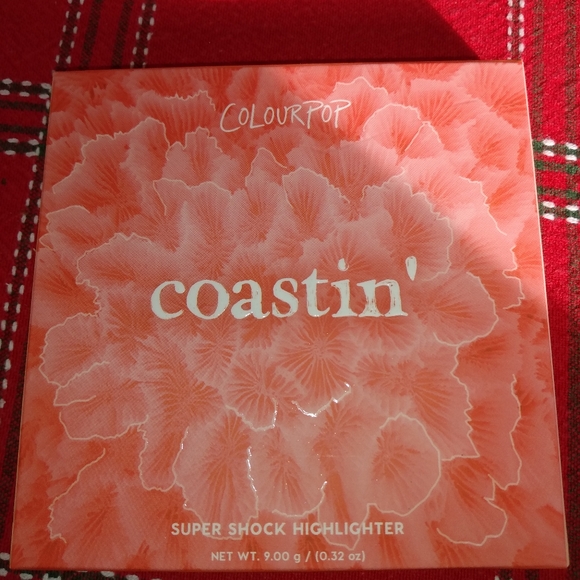 COLOURPOP
coastin'
SUPER SHOCK HIGHLIGHTER
NET WT. 9.00 g / (0.32 oz)